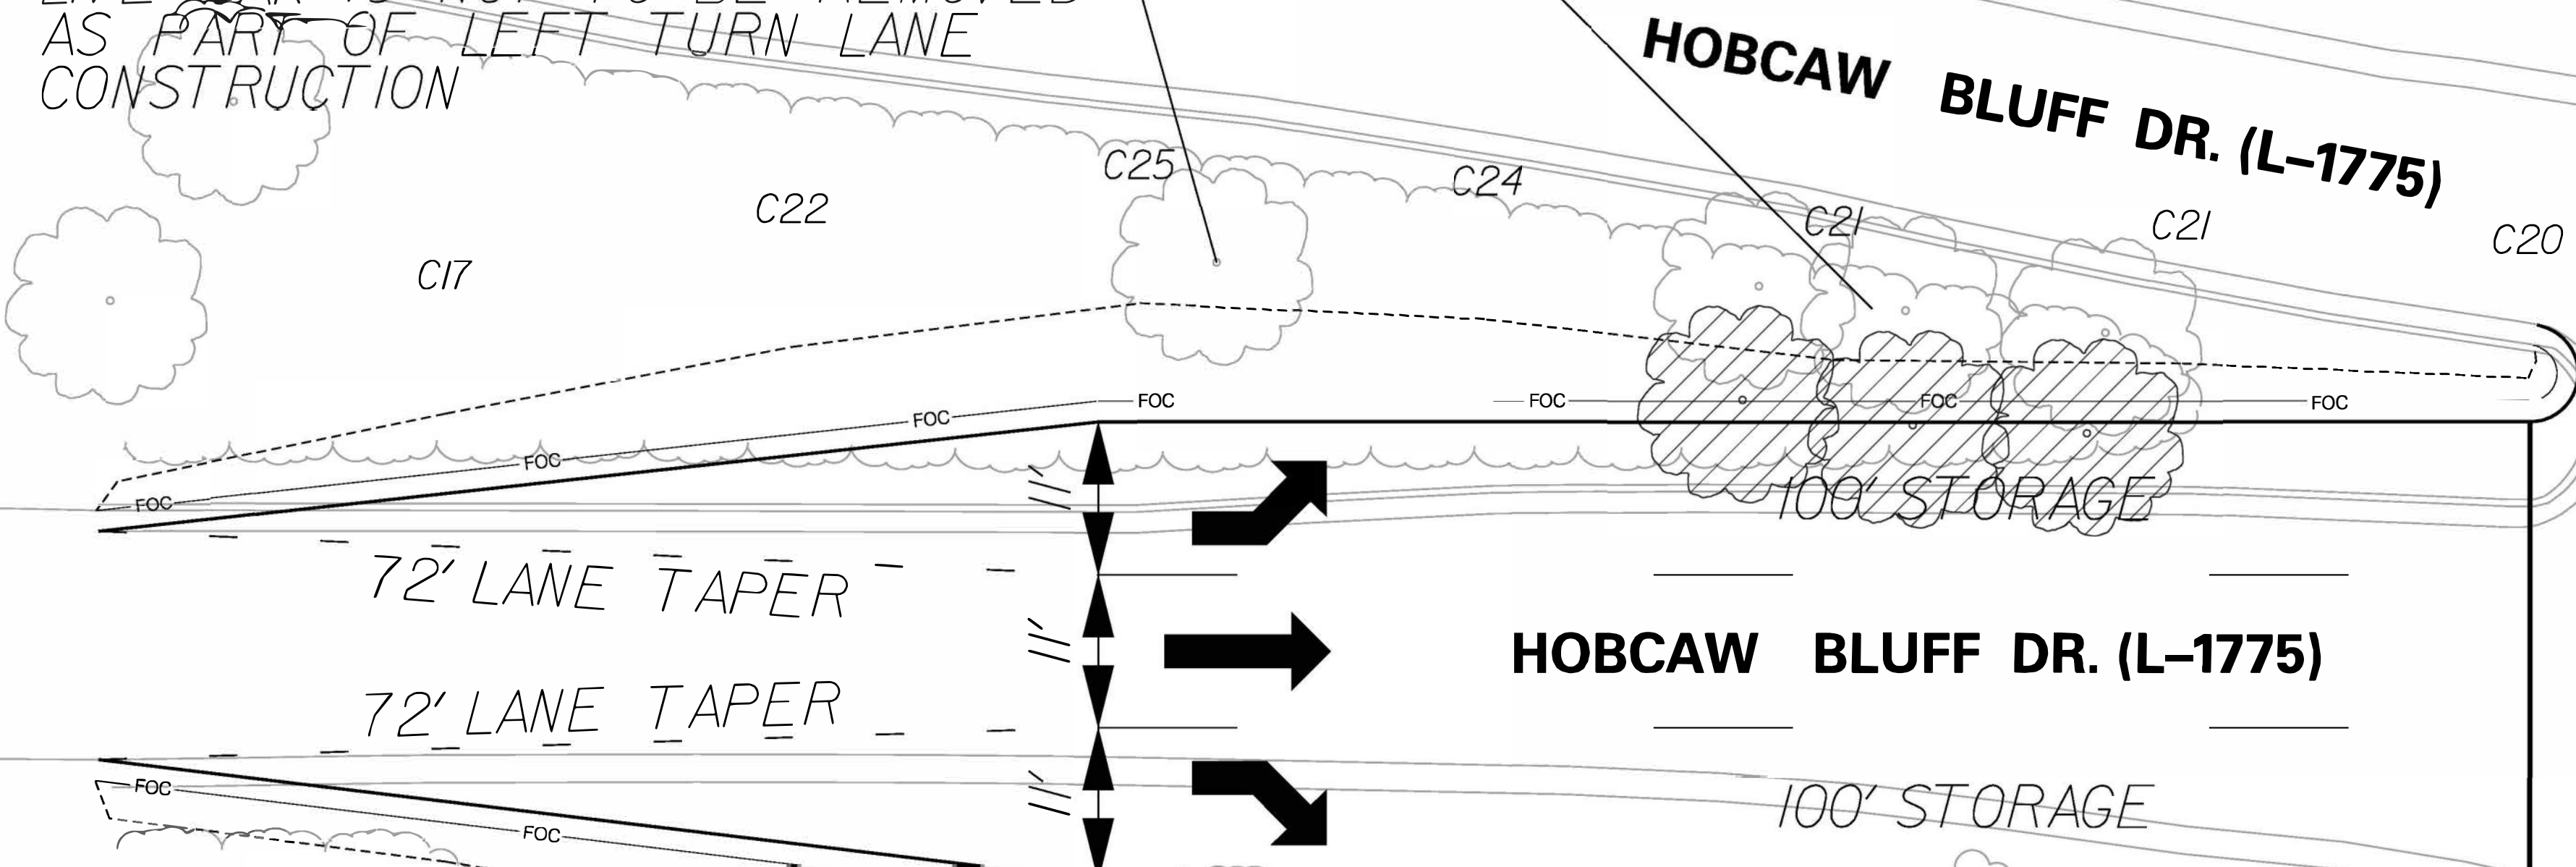 AS PART OF LEFT TURN LANE
CONSTRUCTION
HOBCAW BLUFF DR. (L-1775)
C25
C24
C22
C21
C21
C20
C17
FOC
FOC
FOC
FOC
FOC
FOC
FOC
100' STORAGE
11'
72' LANE TAPER
11'
HOBCAW BLUFF DR. (L-1775)
72' LANE TAPER
11'
100' STORAGE
FOC
FOC